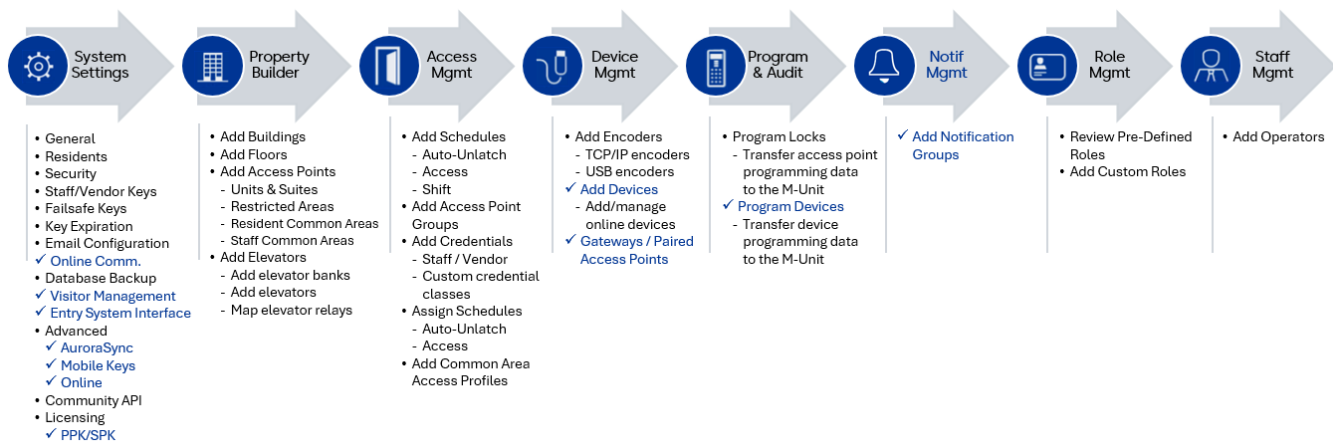 System
Settings
• General
• Residents
• Security
• Staff/Vendor Keys
• Failsafe Keys
• Key Expiration
• Email Configuration
✓ Online Comm.
• Database Backup
✓ Visitor Management
✓ Entry System Interface
• Advanced
✓ AuroraSync
✓ Mobile Keys
✓ Online
• Community API
• Licensing
✓ PPK/SPK
Property
Builder
• Add Buildings
• Add Floors
• Add Access Points
- Units & Suites
- Restricted Areas
- Resident Common Areas
- Staff Common Areas
• Add Elevators
- Add elevator banks
- Add elevators
- Map elevator relays
Access
Mgmt
• Add Schedules
- Auto-Unlatch
- Access
- Shift
• Add Access Point
Groups
• Add Credentials
- Staff / Vendor
- Custom credential
classes
• Assign Schedules
- Auto-Unlatch
- Access
• Add Common Area
Access Profiles
Device
Mgmt
• Add Encoders
- TCP/IP encoders
- USB encoders
✓ Add Devices
- Add/manage
online devices
✓ Gateways / Paired
Access Points
Program
& Audit
• Program Locks
- Transfer access point
programming data
to the M-Unit
✓ Program Devices
- Transfer device
programming data
to the M-Unit
Notif
Mgmt
✓ Add Notification
Groups
Role
Mgmt
• Review Pre-Defined
Roles
• Add Custom Roles
Staff
Mgmt
• Add Operators